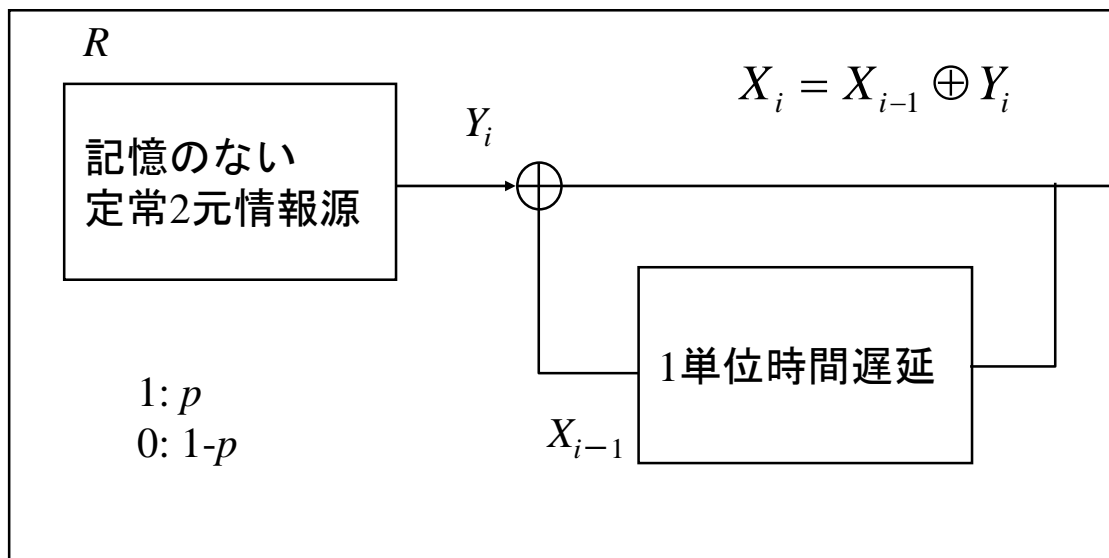 R
X_i = X_{i−1} ⊕ Y_i
Y_i
記憶のない
定常2元情報源
1単位時間遅延
1: p
0: 1-p
X_{i−1}